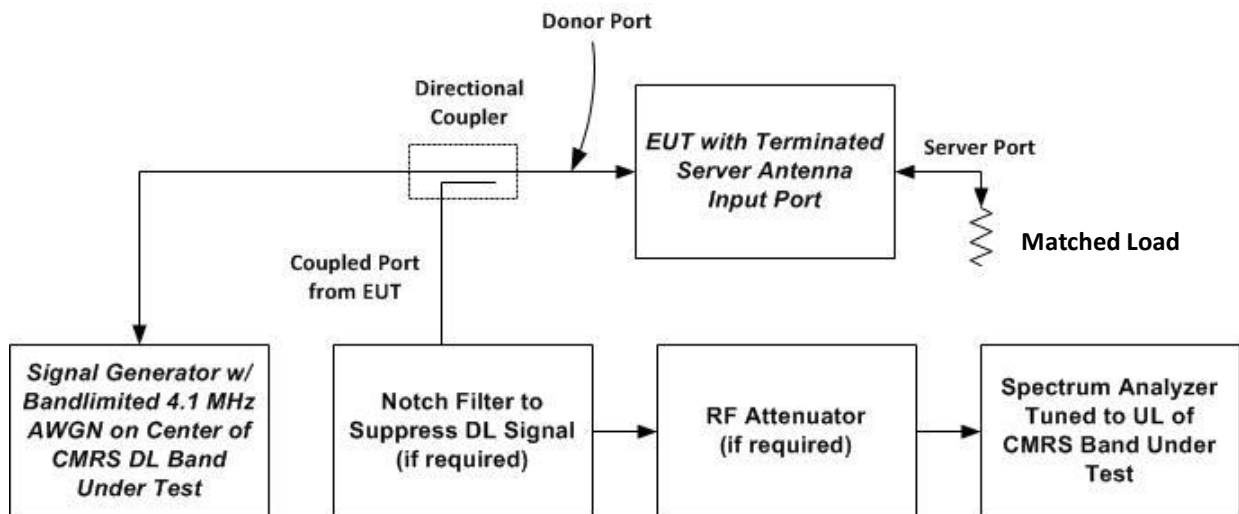 Donor Port
Directional
Coupler
EUT with Terminated
Server Antenna
Input Port
Server Port
Matched Load
Coupled Port
from EUT
Signal Generator w/
Bandlimited 4.1 MHz
AWGN on Center of
CMRS DL Band
Under Test
Notch Filter to
Suppress DL Signal
(if required)
RF Attenuator
(if required)
Spectrum Analyzer
Tuned to UL of
CMRS Band Under
Test